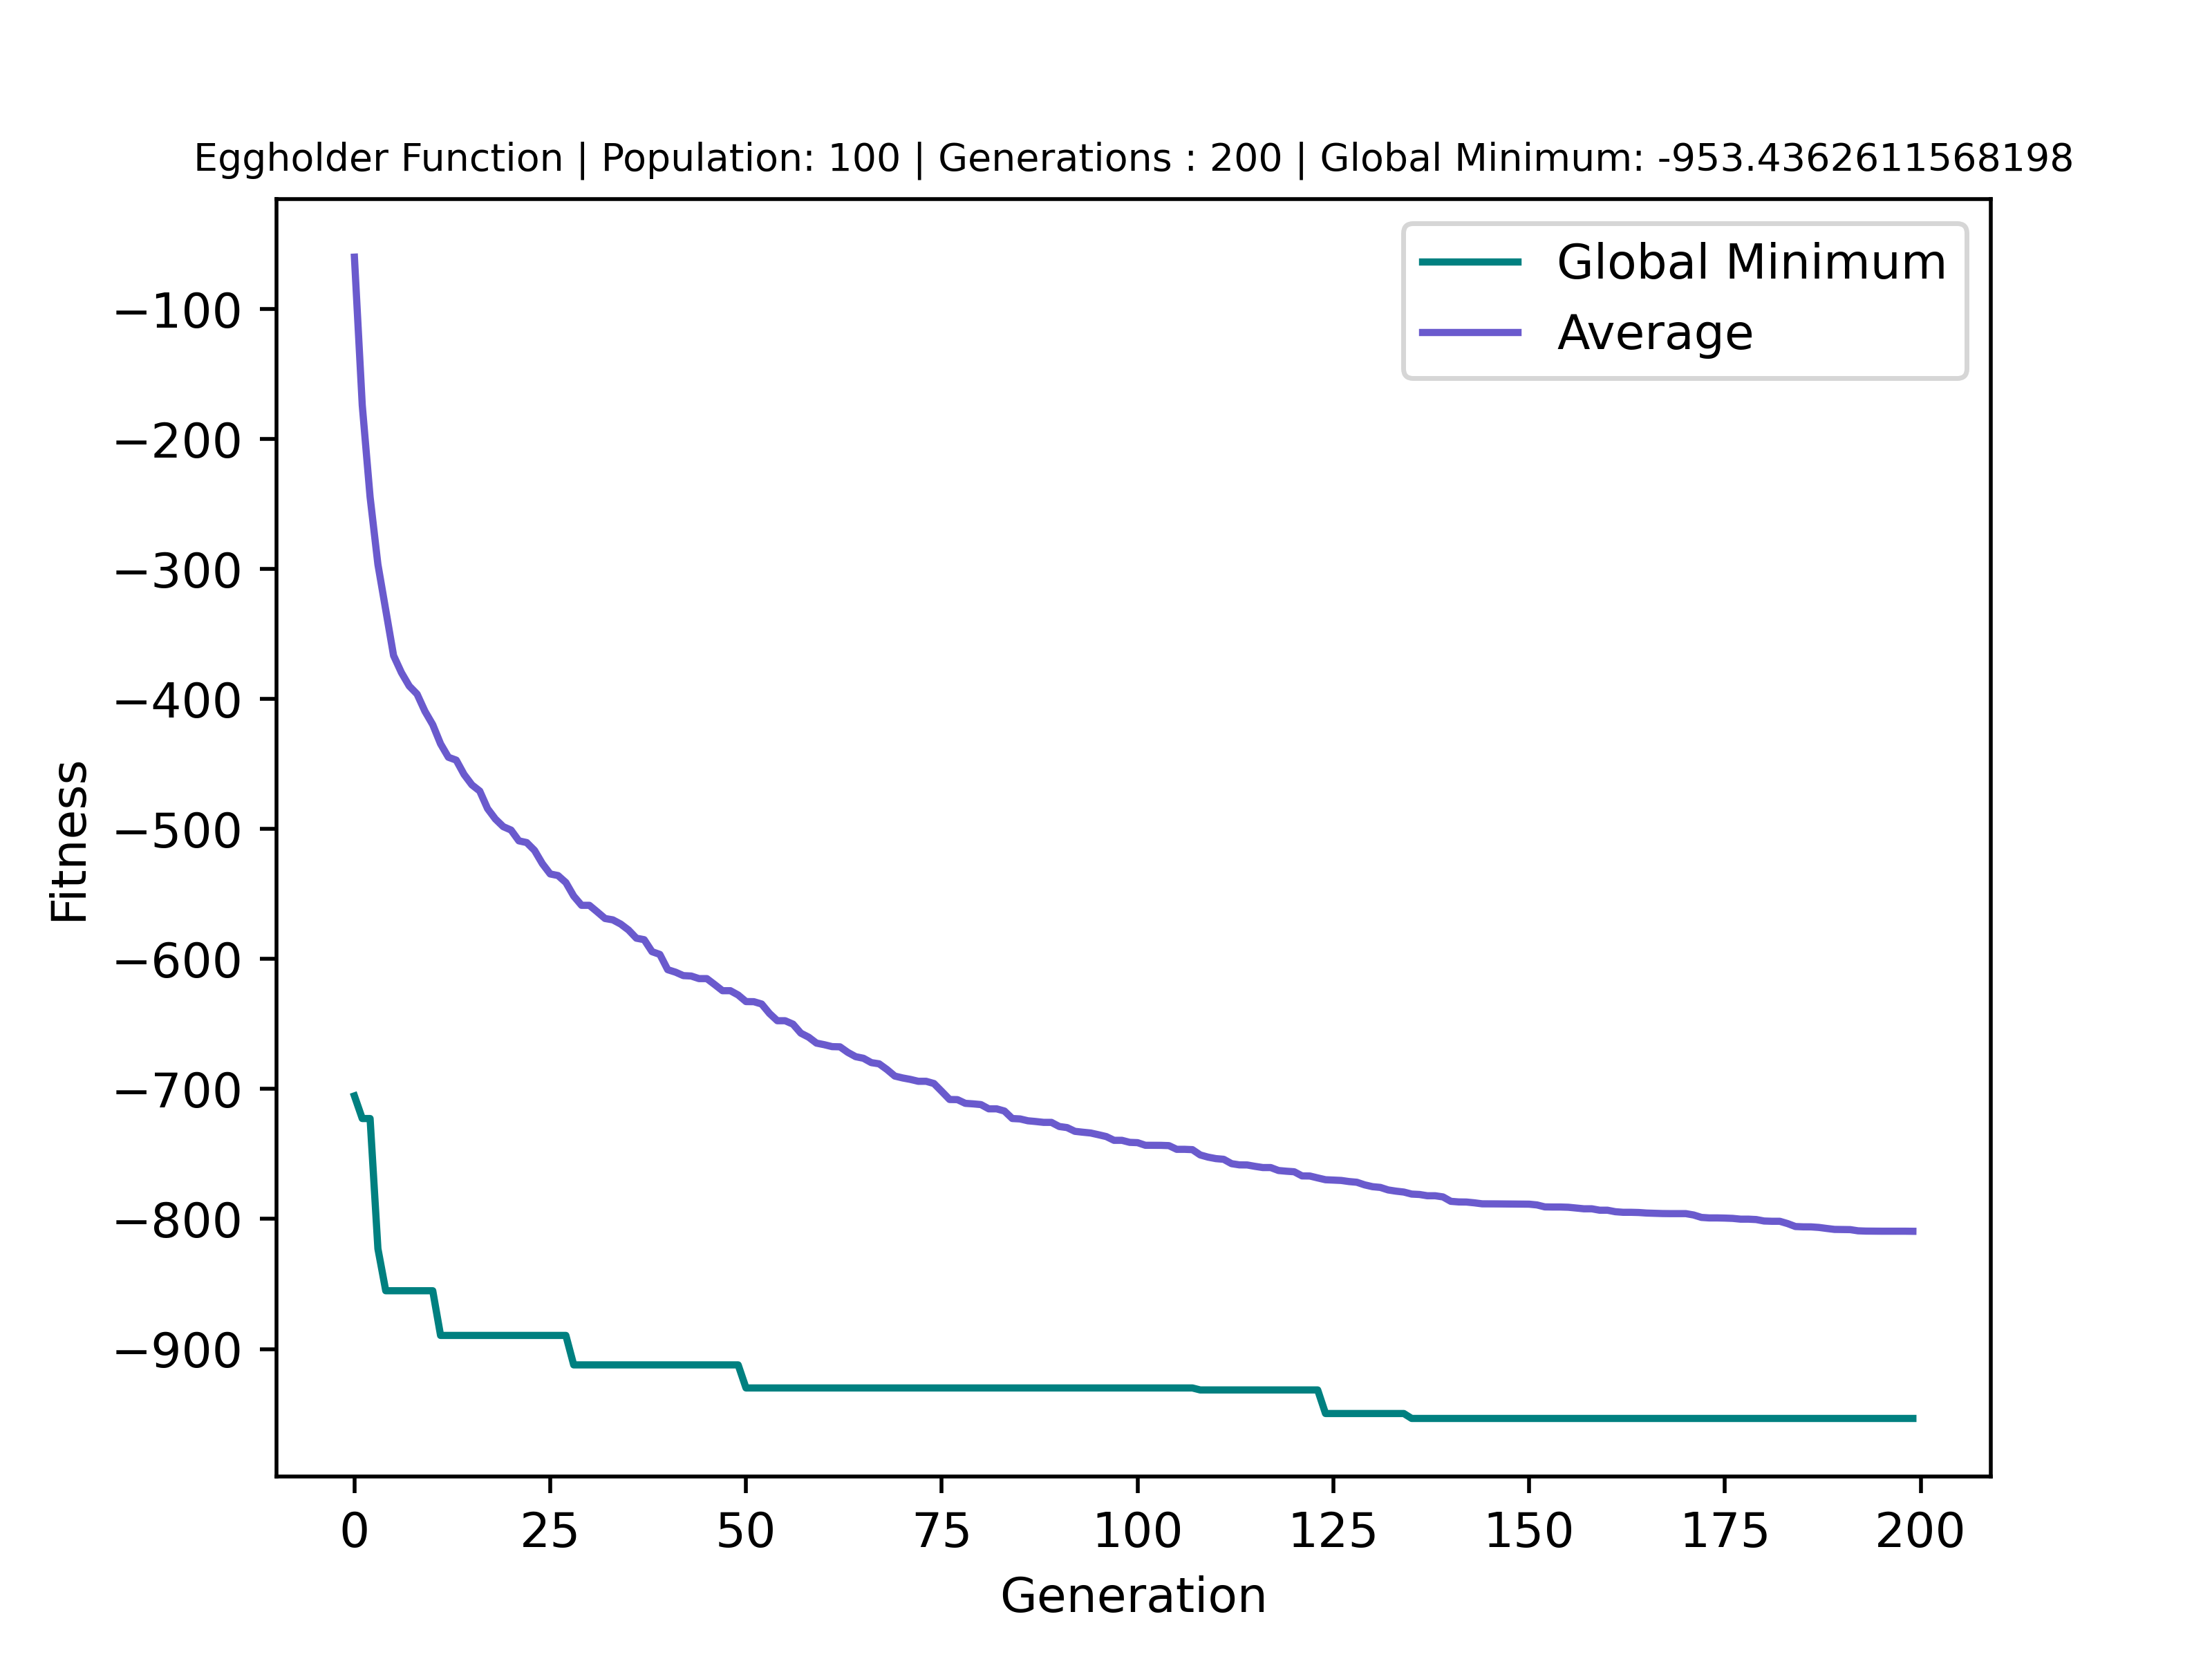 Eggholder Function | Population: 100 | Generations : 200 | Global Minimum: -953.4362611568198
Global Minimum
Average
−100
−200
−300
−400
−500
−600
−700
−800
−900
Fitness
0 25 50 75 100 125 150 175 200
Generation